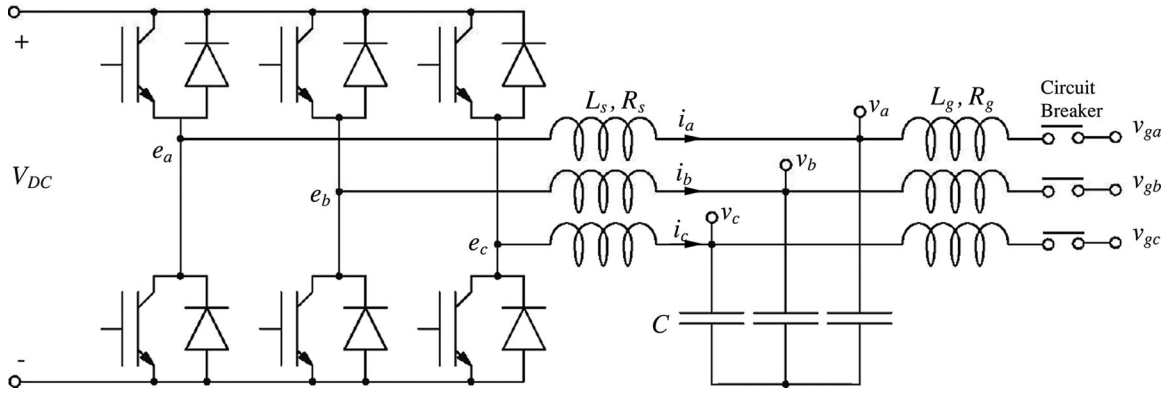 +
V_DC
-
e_a
e_b
e_c
L_s, R_s
i_a
i_b
i_c
v_a
v_b
v_c
C
L_g, R_g
Circuit
Breaker
v_ga
v_gb
v_gc